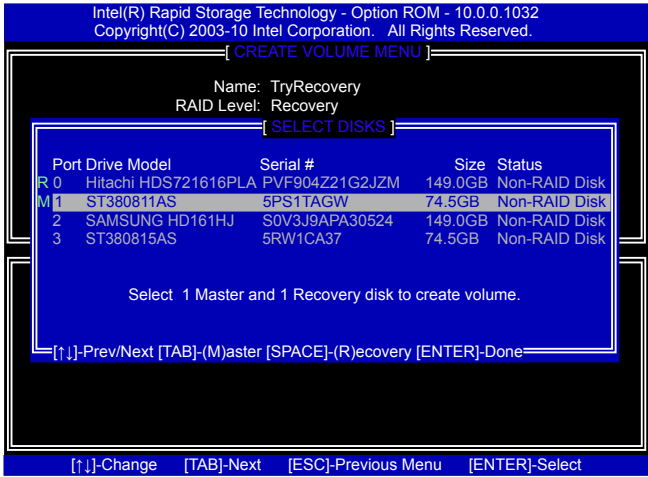 Intel(R) Rapid Storage Technology - Option ROM - 10.0.0.1032
Copyright(C) 2003-10 Intel Corporation. All Rights Reserved.
[ CREATE VOLUME MENU ]
Name: TryRecovery
RAID Level: Recovery
[ SELECT DISKS ]
Port Drive Model Serial # Size Status
R 0 Hitachi HDS721616PLA PVF904Z21G2JZM 149.0GB Non-RAID Disk
M 1 ST380811AS 5PS1TAGW 74.5GB Non-RAID Disk
2 SAMSUNG HD161HJ S0V3J9APA30524 149.0GB Non-RAID Disk
3 ST380815AS 5RW1CA37 74.5GB Non-RAID Disk
Select 1 Master and 1 Recovery disk to create volume.
[↑↓]-Prev/Next [TAB]-(M)aster [SPACE]-(R)ecovery [ENTER]-Done
[↑↓]-Change [TAB]-Next [ESC]-Previous Menu [ENTER]-Select